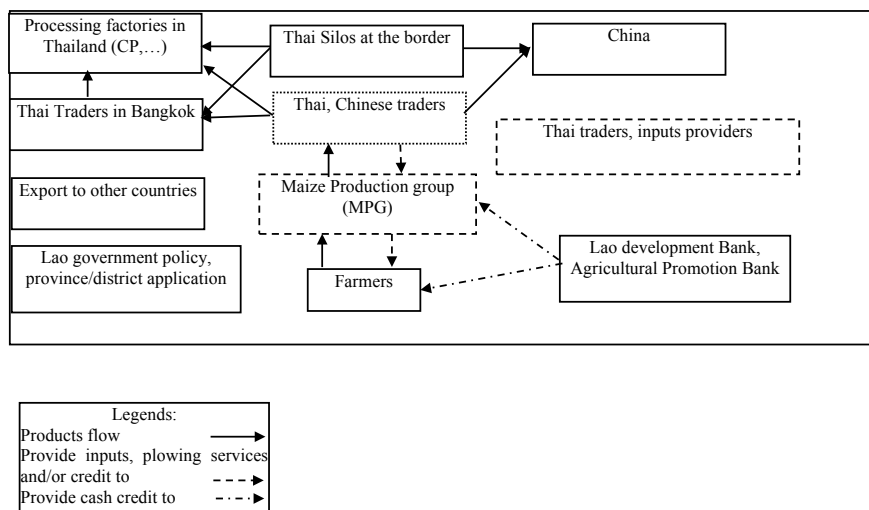 Processing factories in
Thailand (CP,…)
Thai Silos at the border
China
Thai Traders in Bangkok
Thai, Chinese traders
Thai traders, inputs providers
Export to other countries
Maize Production group
(MPG)
Lao government policy,
province/district application
Farmers
Lao development Bank,
Agricultural Promotion Bank
Legends:
Products flow
Provide inputs, plowing services
and/or credit to
Provide cash credit to